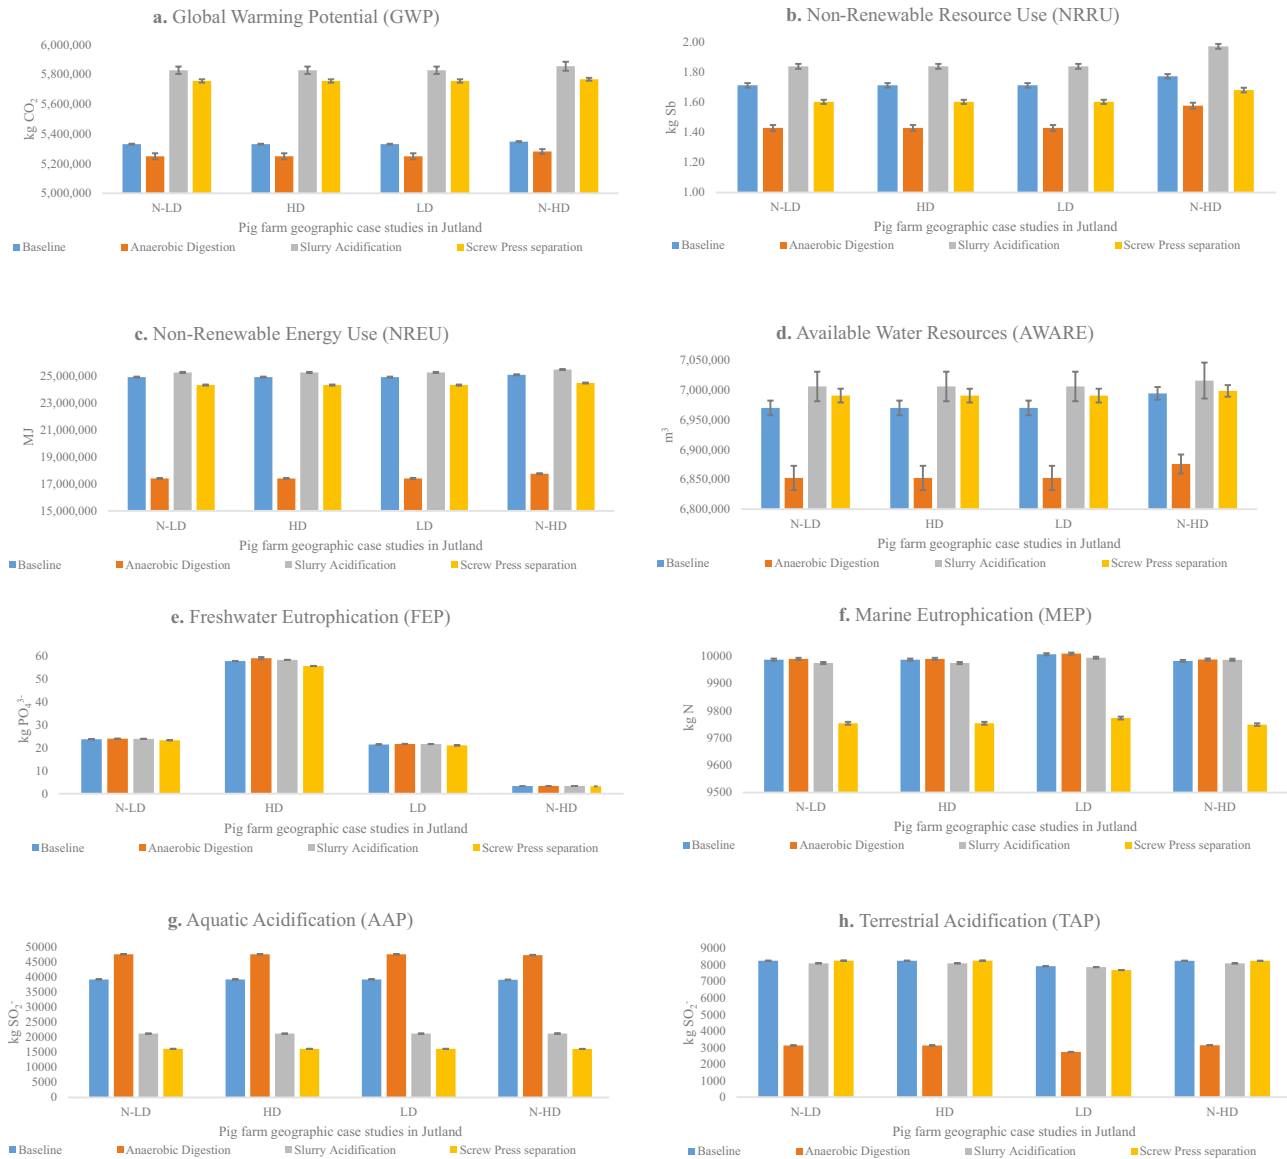 a. Global Warming Potential (GWP)
6,000,000
5,800,000
5,600,000
5,400,000
5,200,000
5,000,000
kg CO2
N-LD HD LD N-HD
Pig farm geographic case studies in Jutland
Baseline Anaerobic Digestion Slurry Acidification Screw Press separation
b. Non-Renewable Resource Use (NRRU)
2.00
1.80
1.60
1.40
1.20
1.00
kg Sb
N-LD HD LD N-HD
Pig farm geographic case studies in Jutland
Baseline Anaerobic Digestion Slurry Acidification Screw Press separation
c. Non-Renewable Energy Use (NREU)
25,000,000
23,000,000
21,000,000
19,000,000
17,000,000
15,000,000
MJ
N-LD HD LD N-HD
Pig farm geographic case studies in Jutland
Baseline Anaerobic Digestion Slurry Acidification Screw Press separation
d. Available Water Resources (AWARE)
7,050,000
7,000,000
6,950,000
6,900,000
6,850,000
6,800,000
m3
N-LD HD LD N-HD
Pig farm geographic case studies in Jutland
Baseline Anaerobic Digestion Slurry Acidification Screw Press separation
e. Freshwater Eutrophication (FEP)
60
50
40
30
20
10
0
kg PO43-
N-LD HD LD N-HD
Pig farm geographic case studies in Jutland
Baseline Anaerobic Digestion Slurry Acidification Screw Press separation
f. Marine Eutrophication (MEP)
10000
9900
9800
9700
9600
9500
kg N
N-LD HD LD N-HD
Pig farm geographic case studies in Jutland
Baseline Anaerobic Digestion Slurry Acidification Screw Press separation
g. Aquatic Acidification (AAP)
50000
45000
40000
35000
30000
25000
20000
15000
10000
5000
0
kg SO2-
N-LD HD LD N-HD
Pig farm geographic case studies in Jutland
Baseline Anaerobic Digestion Slurry Acidification Screw Press separation
h. Terrestrial Acidification (TAP)
9000
8000
7000
6000
5000
4000
3000
2000
1000
0
kg SO2-
N-LD HD LD N-HD
Pig farm geographic case studies in Jutland
Baseline Anaerobic Digestion Slurry Acidification Screw Press separation